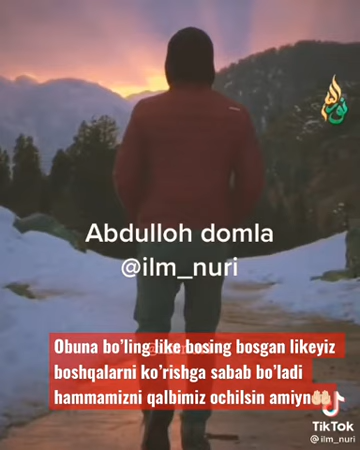 Abdulloh domla
@ilm_nuri
Obuna bo'ling like bosing bosgan likeyiz
boshqalarni ko'rishga sabab bo'ladi
hammamizni qalbimiz ochilsin amiyn
TikTok
@ilm_nuri